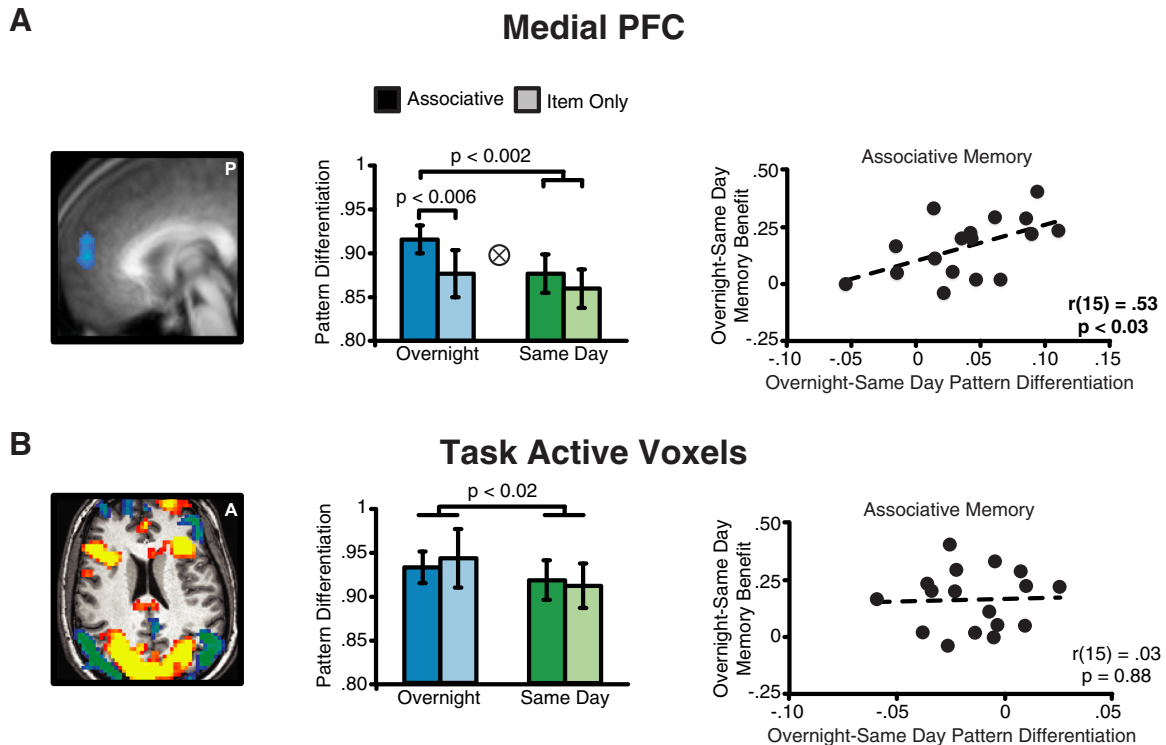 A
Medial PFC
Associative
Item Only
P
Pattern Differentiation
1
.95
.90
.85
.80
p < 0.002
p < 0.006
Overnight
Same Day
Associative Memory
Overnight-Same Day
Memory Benefit
.50
.25
0
-.25
r(15) = .53
p < 0.03
-.10
-.05
0
.05
.10
.15
Overnight-Same Day Pattern Differentiation
B
Task Active Voxels
A
Pattern Differentiation
1
.95
.90
.85
.80
p < 0.02
Overnight
Same Day
Associative Memory
Overnight-Same Day
Memory Benefit
.50
.25
0
-.25
r(15) = .03
p = 0.88
-.10
-.05
0
.05
Overnight-Same Day Pattern Differentiation